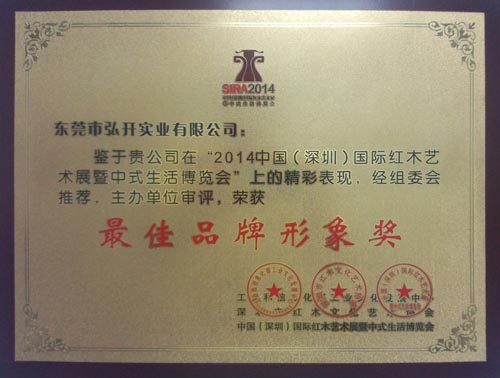 SIRA2014
东莞市弘开实业有限公司：
鉴于贵公司在“2014中国（深圳）国际红木艺
术展暨中式生活博览会”上的精彩表现，经组委会
推荐，主办单位审评，荣获
最佳品牌形象奖
中国（深圳）国际红木艺术展暨中式生活博览会